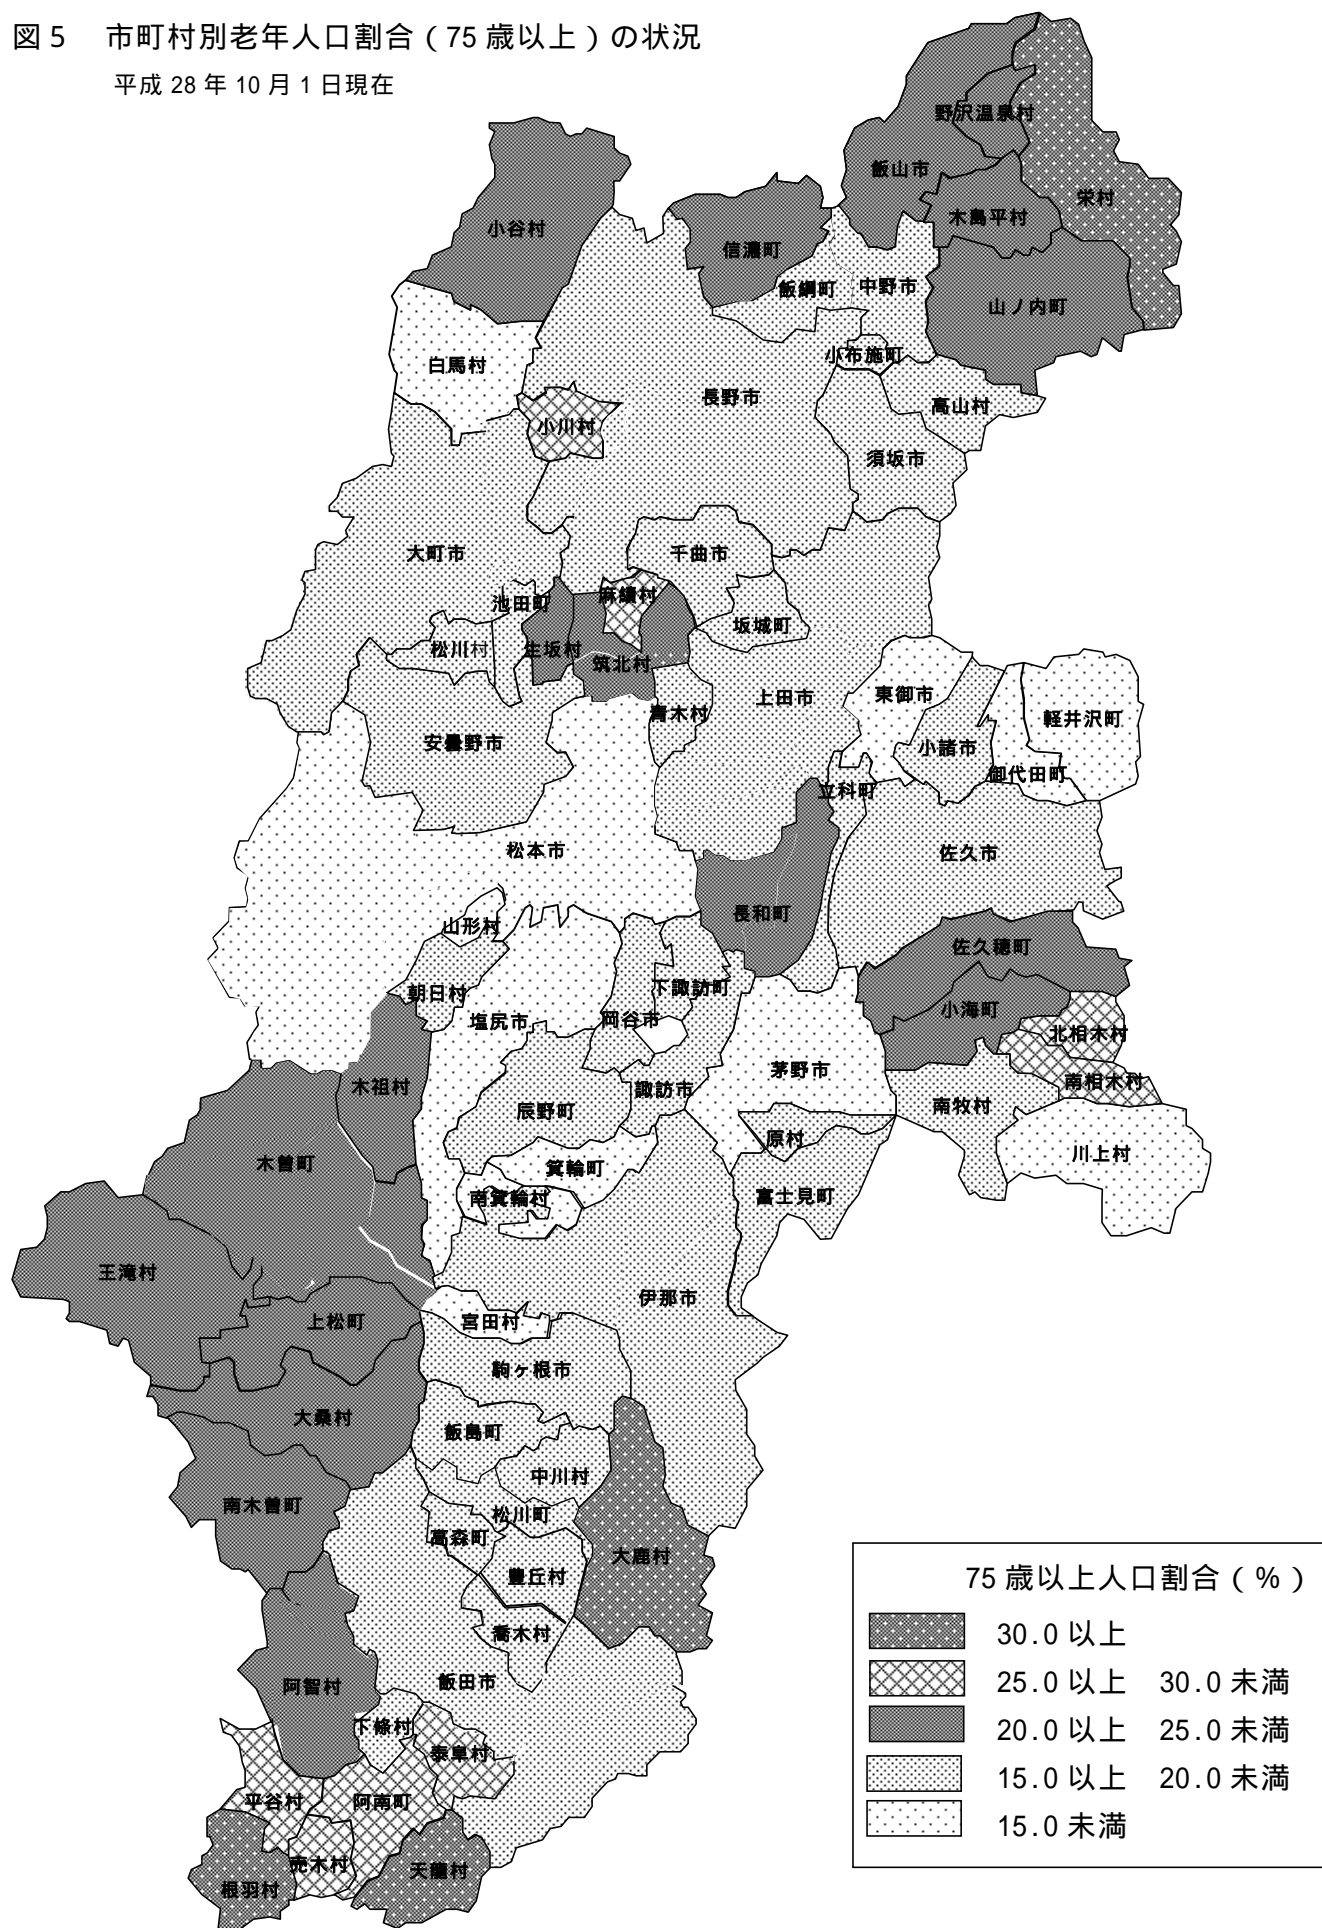 図5 市町村別老年人口割合（75歳以上）の状況
平成28年10月1日現在
野沢温泉村
飯山市
栄村
木島平村
小谷村
信濃町
飯綱町
中野市
山ノ内町
小布施町
白馬村
長野市
高山村
小川村
須坂市
大町市
千曲市
麻績村
池田町
坂城町
松川村
生坂村
筑北村
上田市
東御市
軽井沢町
青木村
安曇野市
小諸市
御代田町
立科町
松本市
佐久市
長和町
山形村
佐久穂町
朝日村
下諏訪町
小海町
塩尻市
岡谷市
北相木村
木祖村
茅野市
南相木村
諏訪市
辰野町
南牧村
原村
川上村
木曽町
箕輪町
南箕輪村
富士見町
王滝村
伊那市
上松町
宮田村
駒ヶ根市
大桑村
飯島町
中川村
南木曽町
松川町
高森町
大鹿村
豊丘村
喬木村
阿智村
飯田市
下條村
泰阜村
平谷村
阿南町
売木村
天龍村
根羽村
75歳以上人口割合（%）
30.0以上
25.0以上 30.0未満
20.0以上 25.0未満
15.0以上 20.0未満
15.0未満